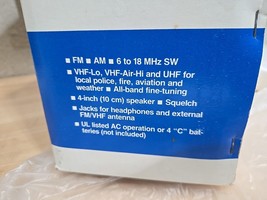 ▪ FM ▪ AM ▪ 6 to 18 MHz SW
▪ VHF-Lo, VHF-Air-Hi and UHF for
local police, fire, aviation and
weather ▪ All-band fine-tuning
▪ 4-inch (10 cm) speaker ▪ Squelch
▪ Jacks for headphones and external
FM/VHF antenna
▪ UL listed AC operation or 4 "C" bat-
teries (not included)